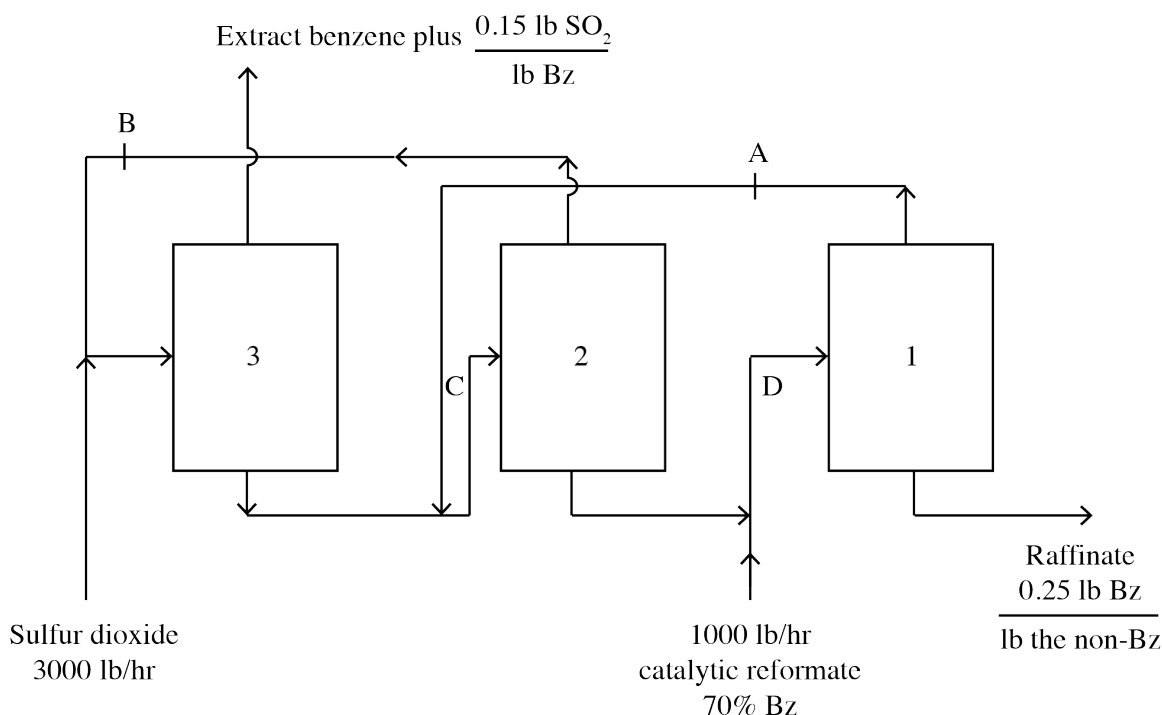 Extract benzene plus 0.15 lb SO₂
lb Bz
B
A
3
2
1
C
D
Sulfur dioxide
3000 lb/hr
1000 lb/hr
catalytic reformate
70% Bz
Raffinate
0.25 lb Bz
lb the non-Bz